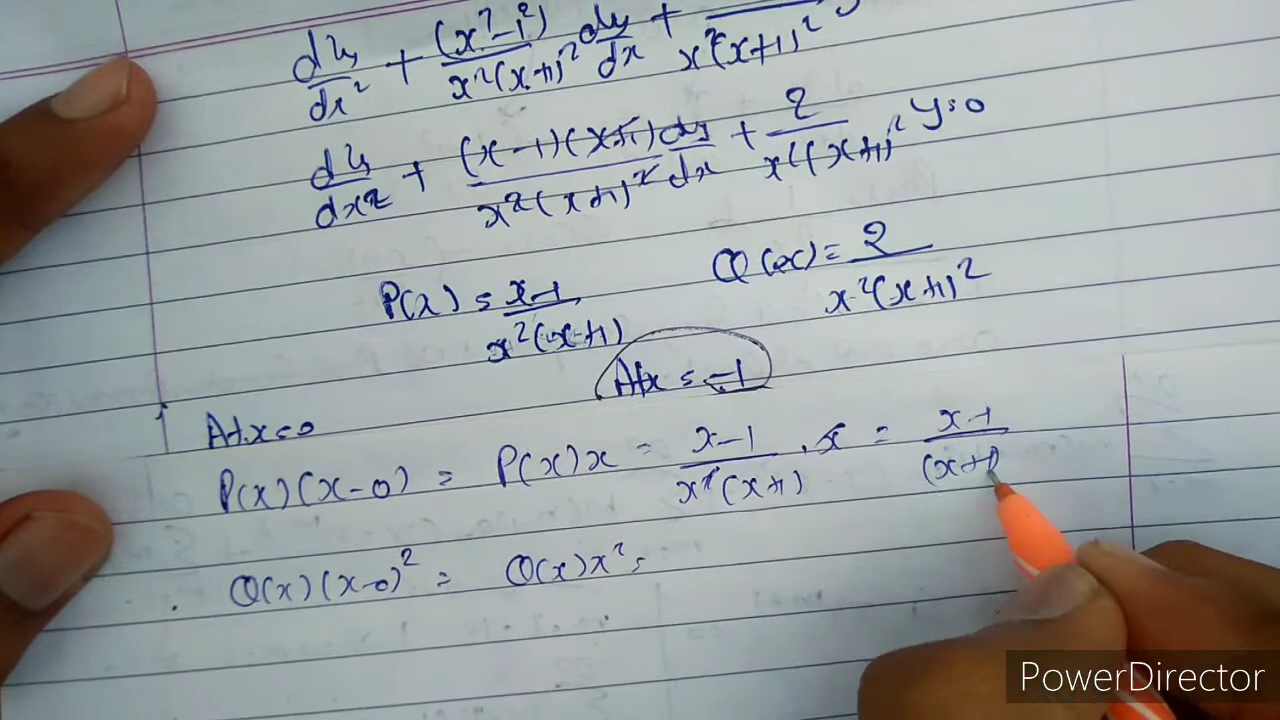 d²y/dx² + (x²-1²)/x²(x+1)² dy/dx + /x²(x+1)² y
d²y/dx² + (x-1)(x+1)/x²(x+1)² dy/dx + 2/x²(x+1)² y=0
P(x) = x-1/x²(x+1) Q(x) = 2/x²(x+1)²
At x = -1
At x=0
P(x)(x-0) = P(x)x = x-1/x²(x+1) . x = x-1/(x+1)
Q(x)(x-0)² = Q(x)x² =
PowerDirector